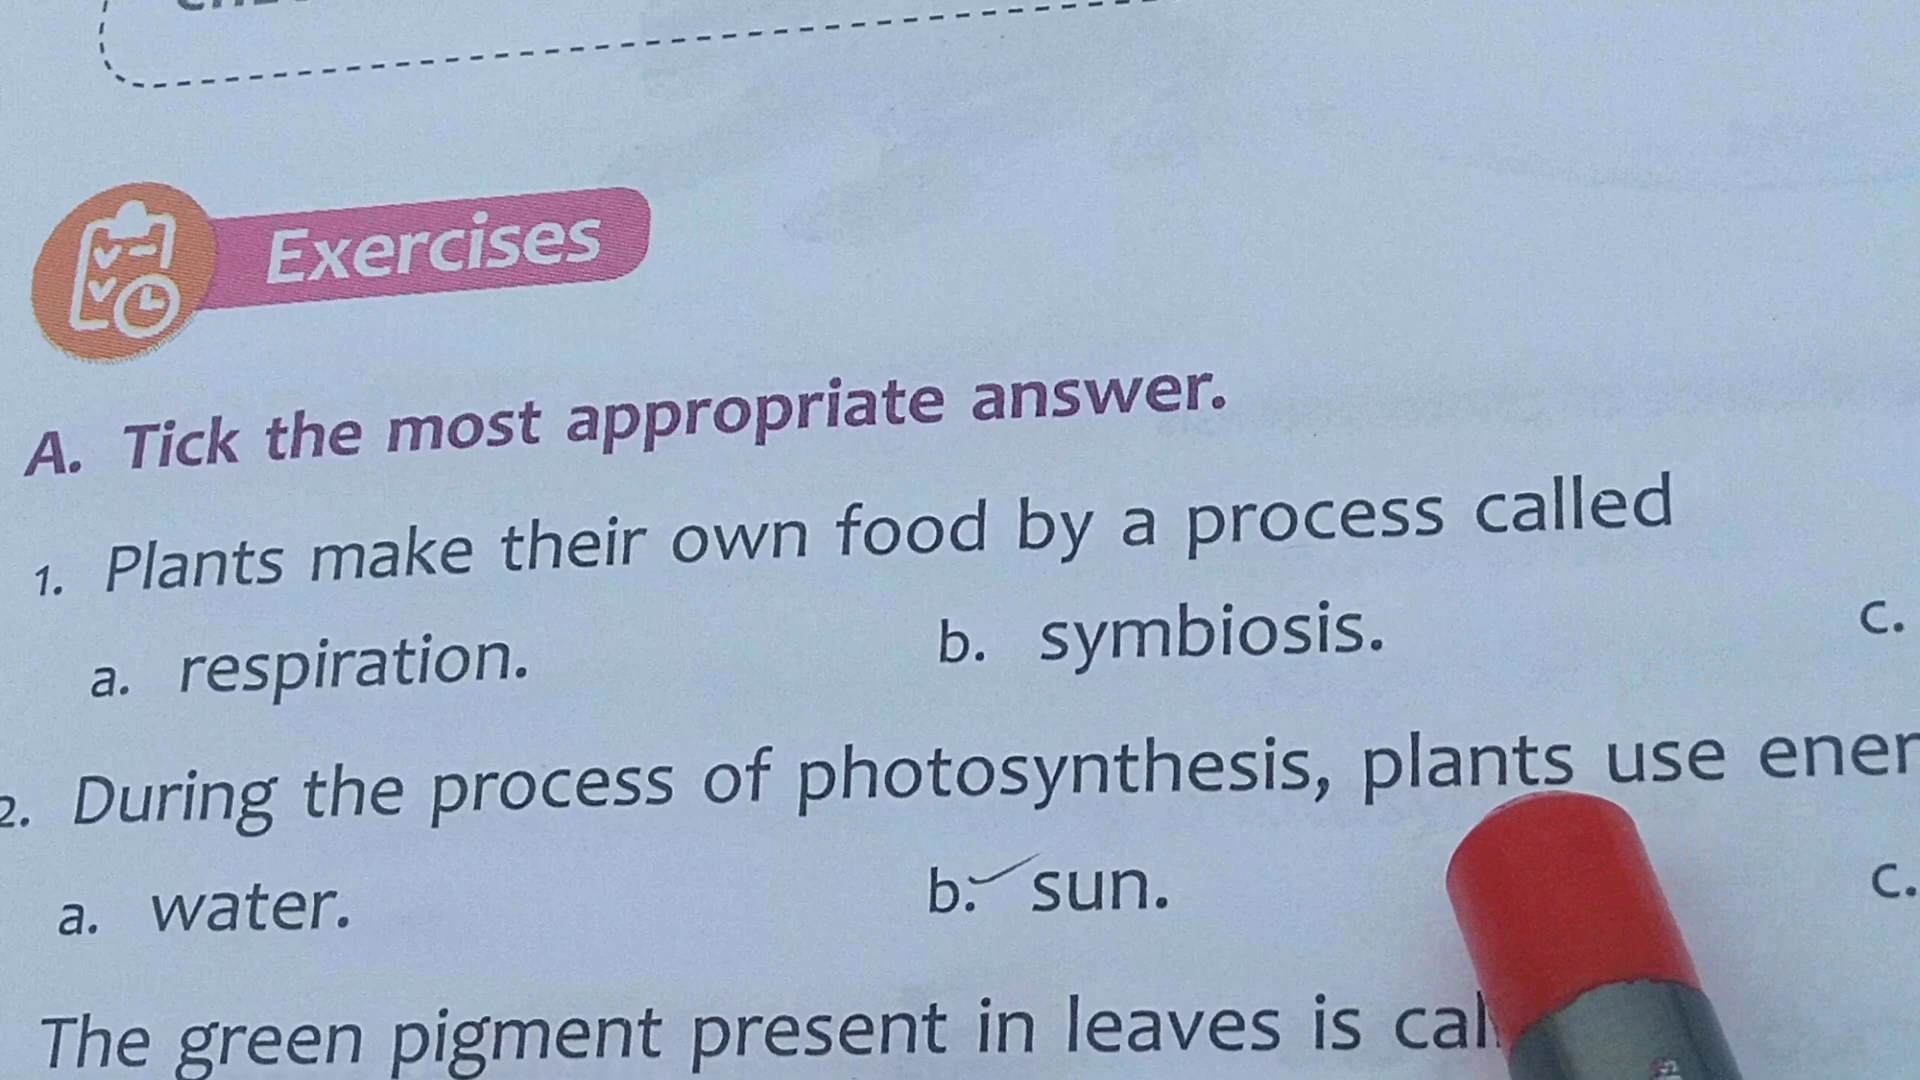 Exercises
A. Tick the most appropriate answer.
1. Plants make their own food by a process called
a. respiration. b. symbiosis. c.
2. During the process of photosynthesis, plants use ener
a. water. b. sun. c.
The green pigment present in leaves is cal